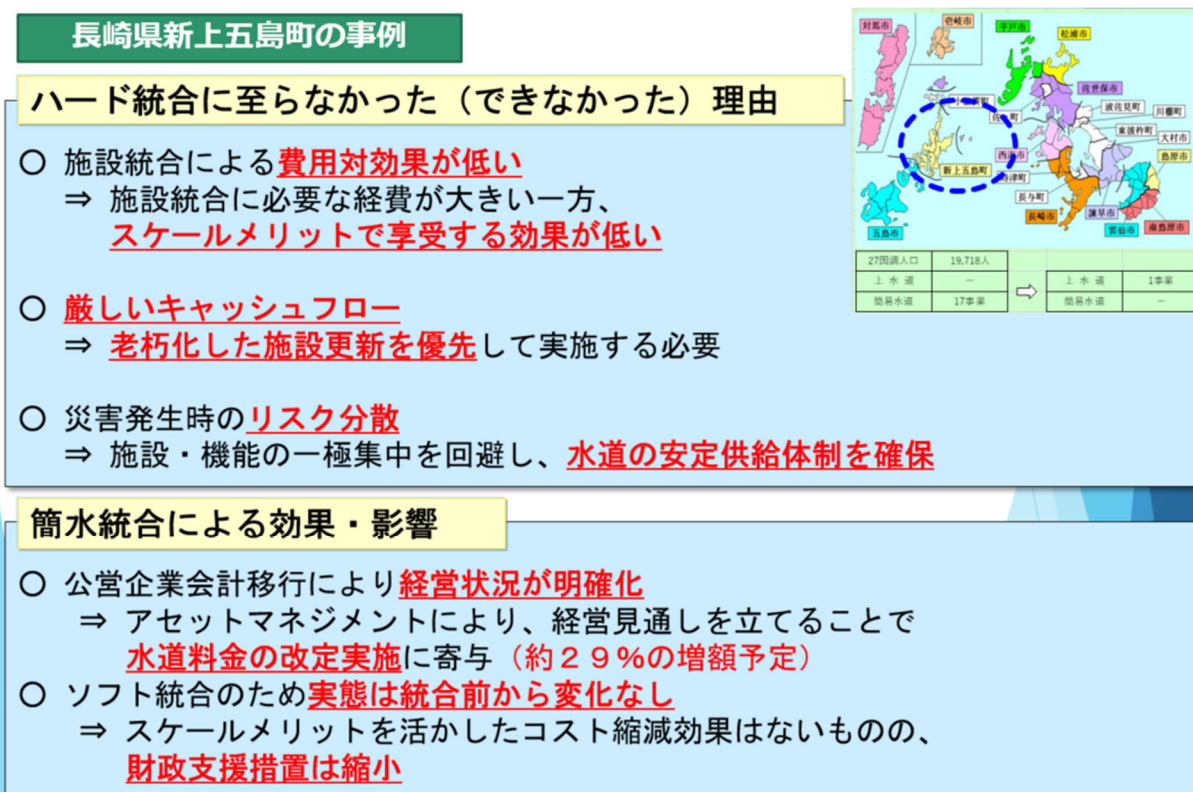 長崎県新上五島町の事例
ハード統合に至らなかった（できなかった）理由
○ 施設統合による費用対効果が低い
⇒ 施設統合に必要な経費が大きい一方、
スケールメリットで享受する効果が低い
○ 厳しいキャッシュフロー
⇒ 老朽化した施設更新を優先して実施する必要
○ 災害発生時のリスク分散
⇒ 施設・機能の一極集中を回避し、水道の安定供給体制を確保
対馬市
壱岐市
平戸市
松浦市
佐世保市
波佐見町
川棚町
東彼杵町
大村市
島原市
西海市
新上五島町
時津町
長与町
長崎市
諫早市
雲仙市
南島原市
五島市
27国調人口 19,718人
上水道 － ⇒ 上水道 1事業
簡易水道 17事業 簡易水道 －
簡水統合による効果・影響
○ 公営企業会計移行により経営状況が明確化
⇒ アセットマネジメントにより、経営見通しを立てることで
水道料金の改定実施に寄与（約２９％の増額予定）
○ ソフト統合のため実態は統合前から変化なし
⇒ スケールメリットを活かしたコスト縮減効果はないものの、
財政支援措置は縮小